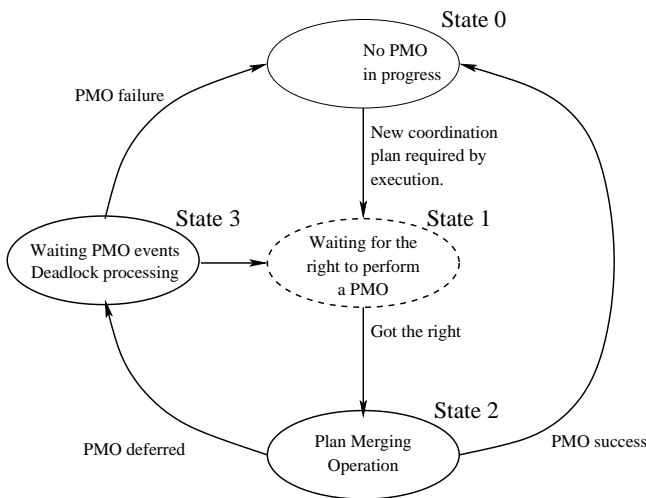 State 0
No PMO
in progress
PMO failure
New coordination
plan required by
execution.
State 3
Waiting PMO events
Deadlock processing
State 1
Waiting for the
right to perform
a PMO
Got the right
State 2
Plan Merging
Operation
PMO deferred
PMO success